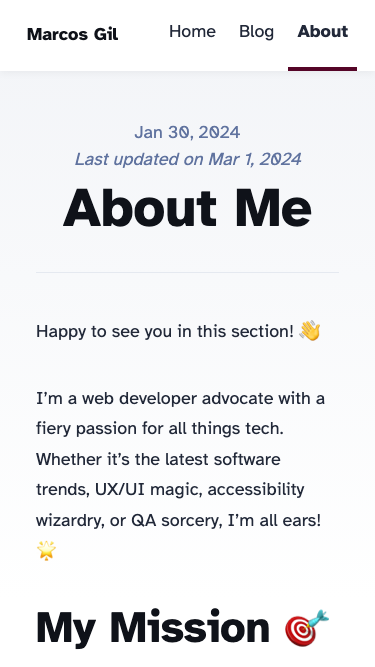 Marcos Gil
Home Blog About
Jan 30, 2024
Last updated on Mar 1, 2024
About Me
Happy to see you in this section! 👋
I’m a web developer advocate with a
fiery passion for all things tech.
Whether it’s the latest software
trends, UX/UI magic, accessibility
wizardry, or QA sorcery, I’m all ears!
🌟
My Mission 🎯